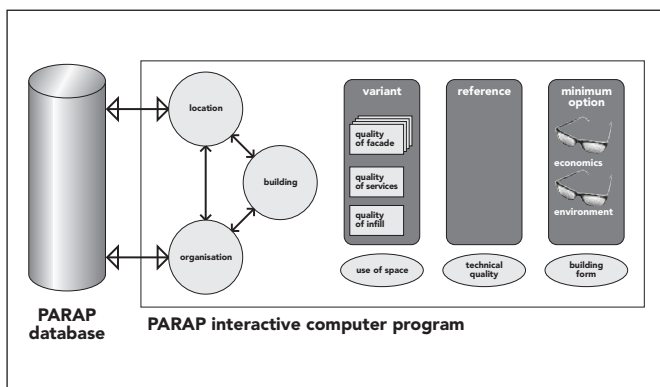 location
building
organisation
variant
quality
of facade
quality
of services
quality
of infill
reference
minimum
option
economics
environment
use of space
technical
quality
building
form
PARAP
database
PARAP interactive computer program